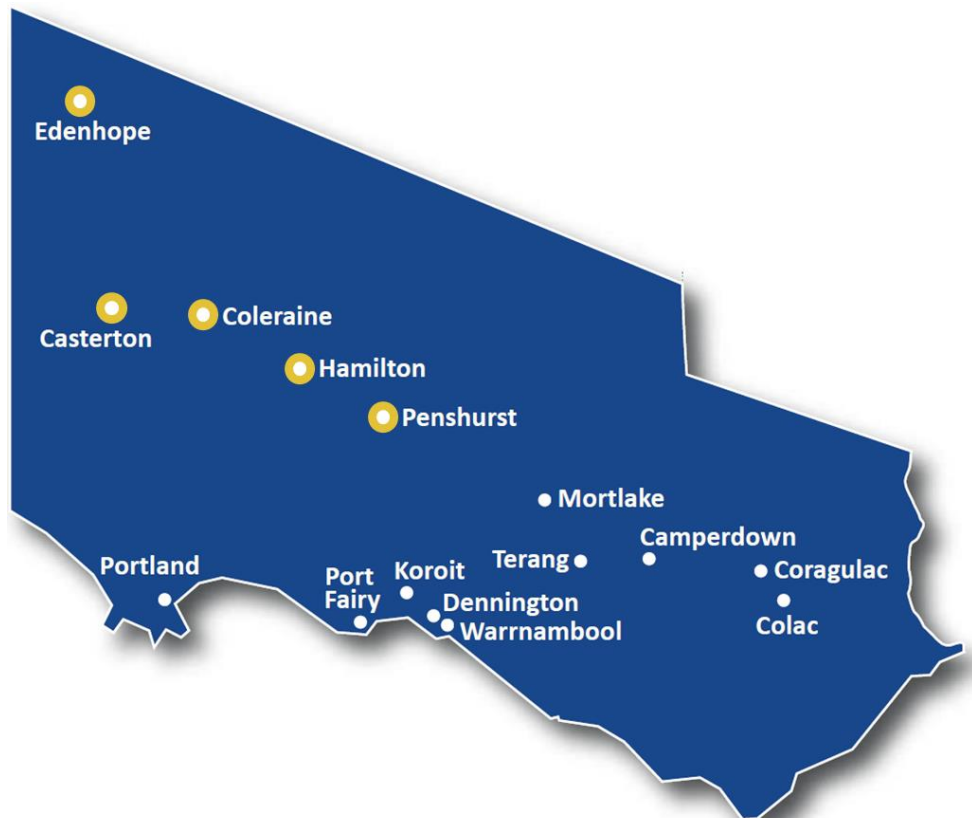 Edenhope
Casterton
Coleraine
Hamilton
Penshurst
Mortlake
Camperdown
Terang
Coragulac
Colac
Portland
Port
Fairy
Koroit
Dennington
Warrnambool